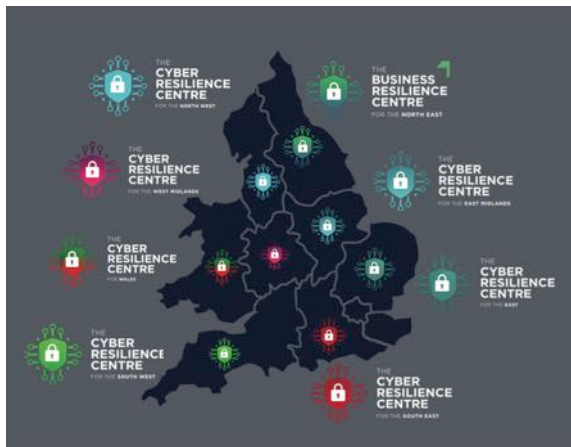 THE
CYBER
RESILIENCE
CENTRE
FOR THE NORTH WEST
THE
BUSINESS
RESILIENCE
CENTRE
FOR THE NORTH EAST
THE
CYBER
RESILIENCE
CENTRE
FOR THE WEST MIDLANDS
THE
CYBER
RESILIENCE
CENTRE
FOR THE EAST MIDLANDS
THE
CYBER
RESILIENCE
CENTRE
FOR WALES
THE
CYBER
RESILIENCE
CENTRE
FOR THE EAST
THE
CYBER
RESILIENCE
CENTRE
FOR THE SOUTH WEST
THE
CYBER
RESILIENCE
CENTRE
FOR THE SOUTH EAST